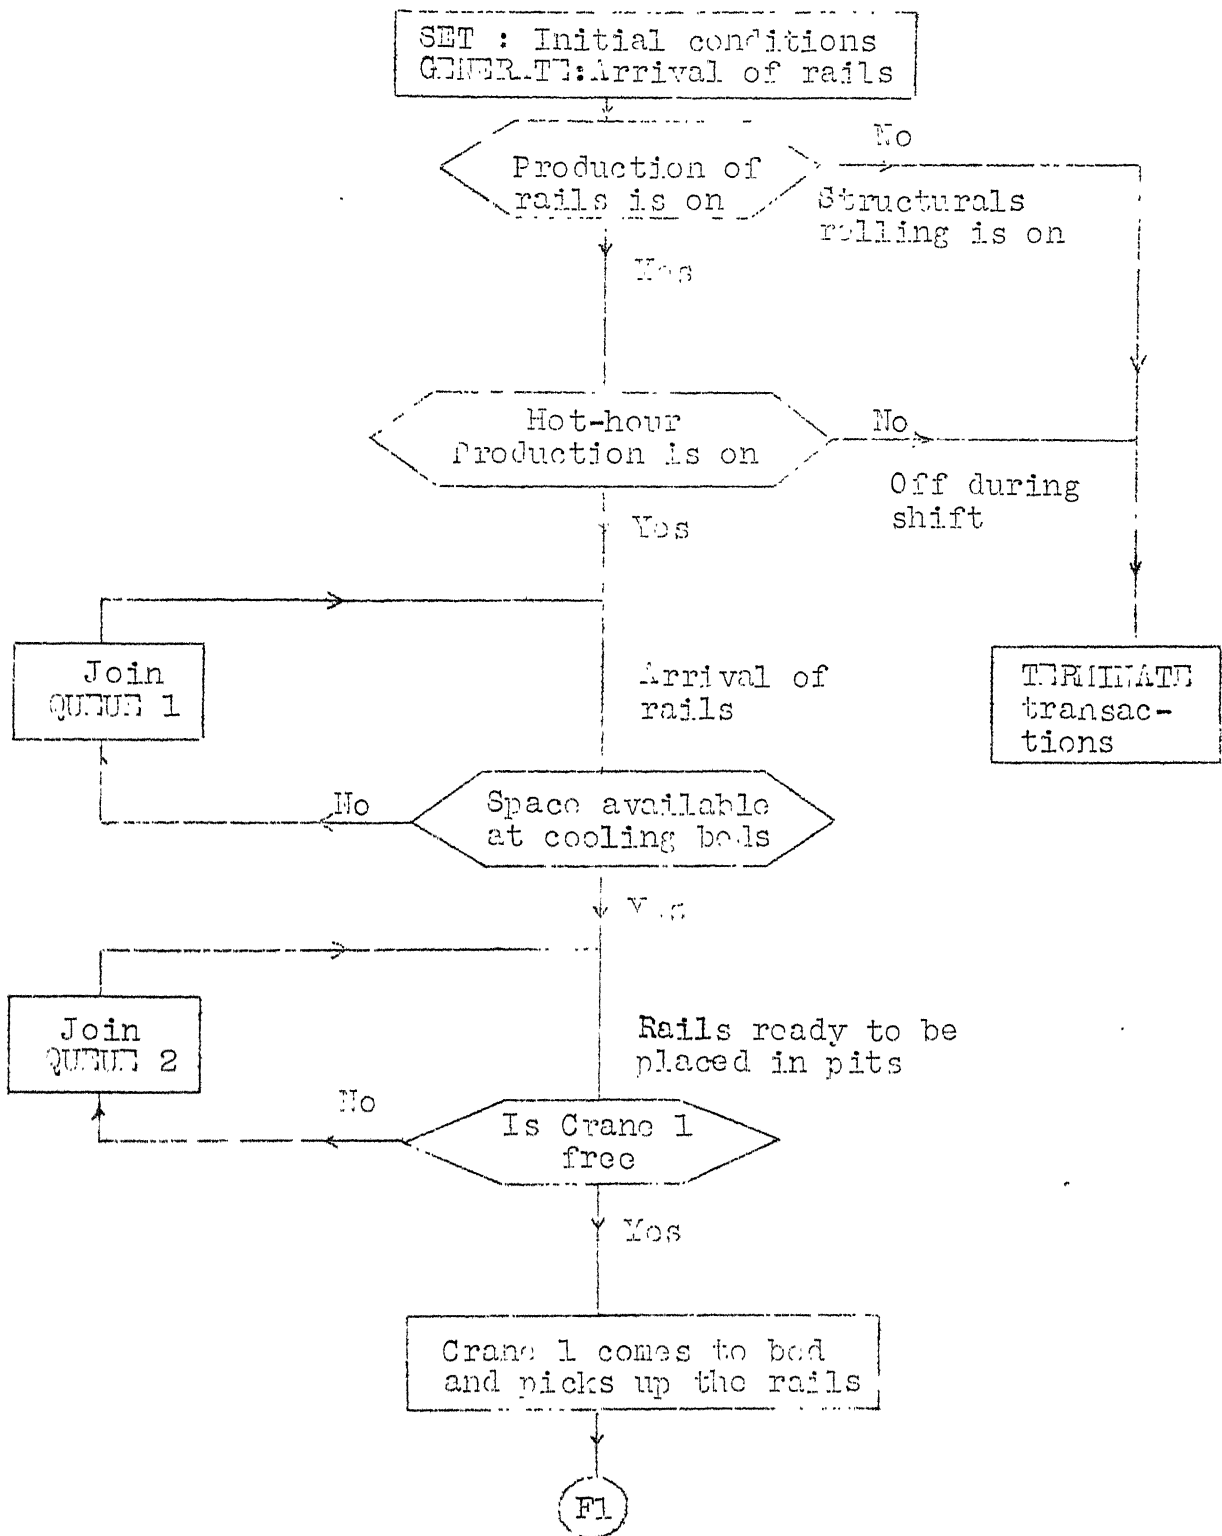 SET : Initial conditions
GENERATE:Arrival of rails
No
Production of
rails is on
Structurals
rolling is on
Yes
Hot-hour
Production is on
No
Off during
shift
Yes
Join
QUEUE 1
Arrival of
rails
TERMINATE
transac-
tions
No
Space available
at cooling beds
Yes
Join
QUEUE 2
Rails ready to be
placed in pits
No
Is Crane 1
free
Yes
Crane 1 comes to bed
and picks up the rails
F1